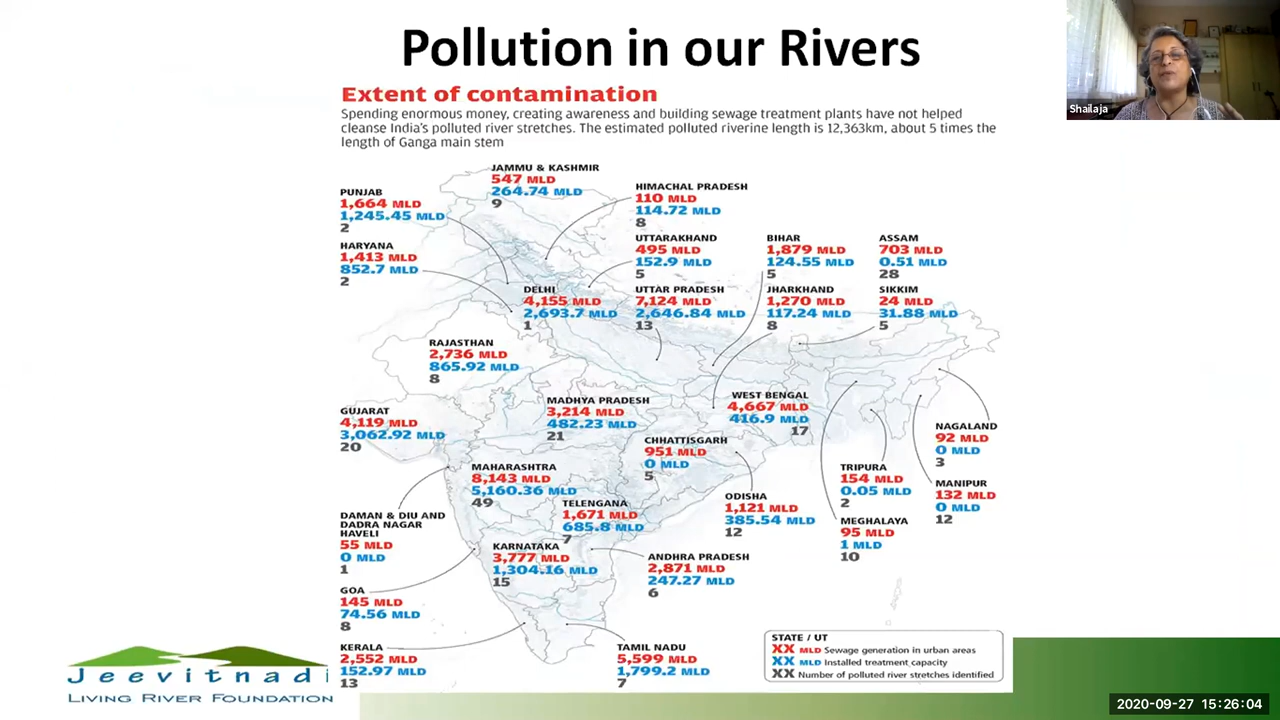 Pollution in our Rivers
Shailaja
Extent of contamination
Spending enormous money, creating awareness and building sewage treatment plants have not helped
cleanse India's polluted river stretches. The estimated polluted riverine length is 12,363km, about 5 times the
length of Ganga main stem
JAMMU & KASHMIR
547 MLD
264.74 MLD
9
PUNJAB
1,664 MLD
1,245.45 MLD
2
HIMACHAL PRADESH
110 MLD
114.72 MLD
8
HARYANA
1,413 MLD
852.7 MLD
2
UTTARAKHAND
495 MLD
152.9 MLD
5
BIHAR
1,879 MLD
124.55 MLD
5
ASSAM
703 MLD
0.51 MLD
28
DELHI
4,155 MLD
2,693.7 MLD
1
UTTAR PRADESH
7,124 MLD
2,646.84 MLD
13
JHARKHAND
1,270 MLD
117.24 MLD
8
SIKKIM
24 MLD
31.88 MLD
5
RAJASTHAN
2,736 MLD
865.92 MLD
8
MADHYA PRADESH
3,214 MLD
482.23 MLD
21
WEST BENGAL
4,667 MLD
416.9 MLD
17
GUJARAT
4,119 MLD
3,062.92 MLD
20
CHHATTISGARH
951 MLD
0 MLD
5
NAGALAND
92 MLD
0 MLD
3
MAHARASHTRA
8,143 MLD
5,160.36 MLD
49
TRIPURA
154 MLD
0.05 MLD
2
MANIPUR
132 MLD
0 MLD
12
TELENGANA
1,671 MLD
685.8 MLD
7
ODISHA
1,121 MLD
385.54 MLD
12
DAMAN & DIU AND
DADRA NAGAR
HAVELI
55 MLD
0 MLD
1
MEGHALAYA
95 MLD
1 MLD
10
KARNATAKA
3,777 MLD
1,304.16 MLD
15
ANDHRA PRADESH
2,871 MLD
247.27 MLD
6
GOA
145 MLD
74.56 MLD
8
KERALA
2,552 MLD
152.97 MLD
13
TAMIL NADU
5,599 MLD
1,799.2 MLD
7
STATE / UT
XX MLD Sewage generation in urban areas
XX MLD Installed treatment capacity
XX Number of polluted river stretches identified
Jeevitnadi
LIVING RIVER FOUNDATION
2020-09-27 15:26:04